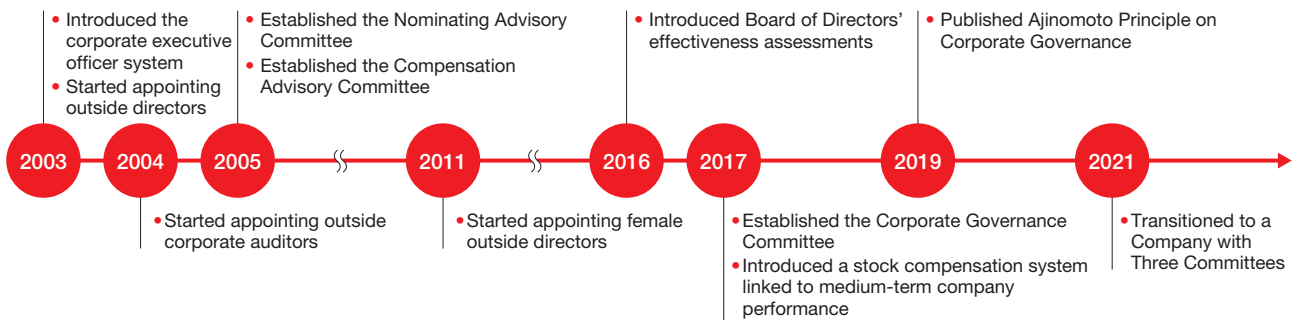 • Introduced the
corporate executive
officer system
• Started appointing
outside directors
• Established the Nominating Advisory
Committee
• Established the Compensation
Advisory Committee
• Introduced Board of Directors’
effectiveness assessments
• Published Ajinomoto Principle on
Corporate Governance
2003
2004
2005
2011
2016
2017
2019
2021
• Started appointing outside
corporate auditors
• Started appointing female
outside directors
• Established the Corporate Governance
Committee
• Introduced a stock compensation system
linked to medium-term company
performance
• Transitioned to a
Company with
Three Committees